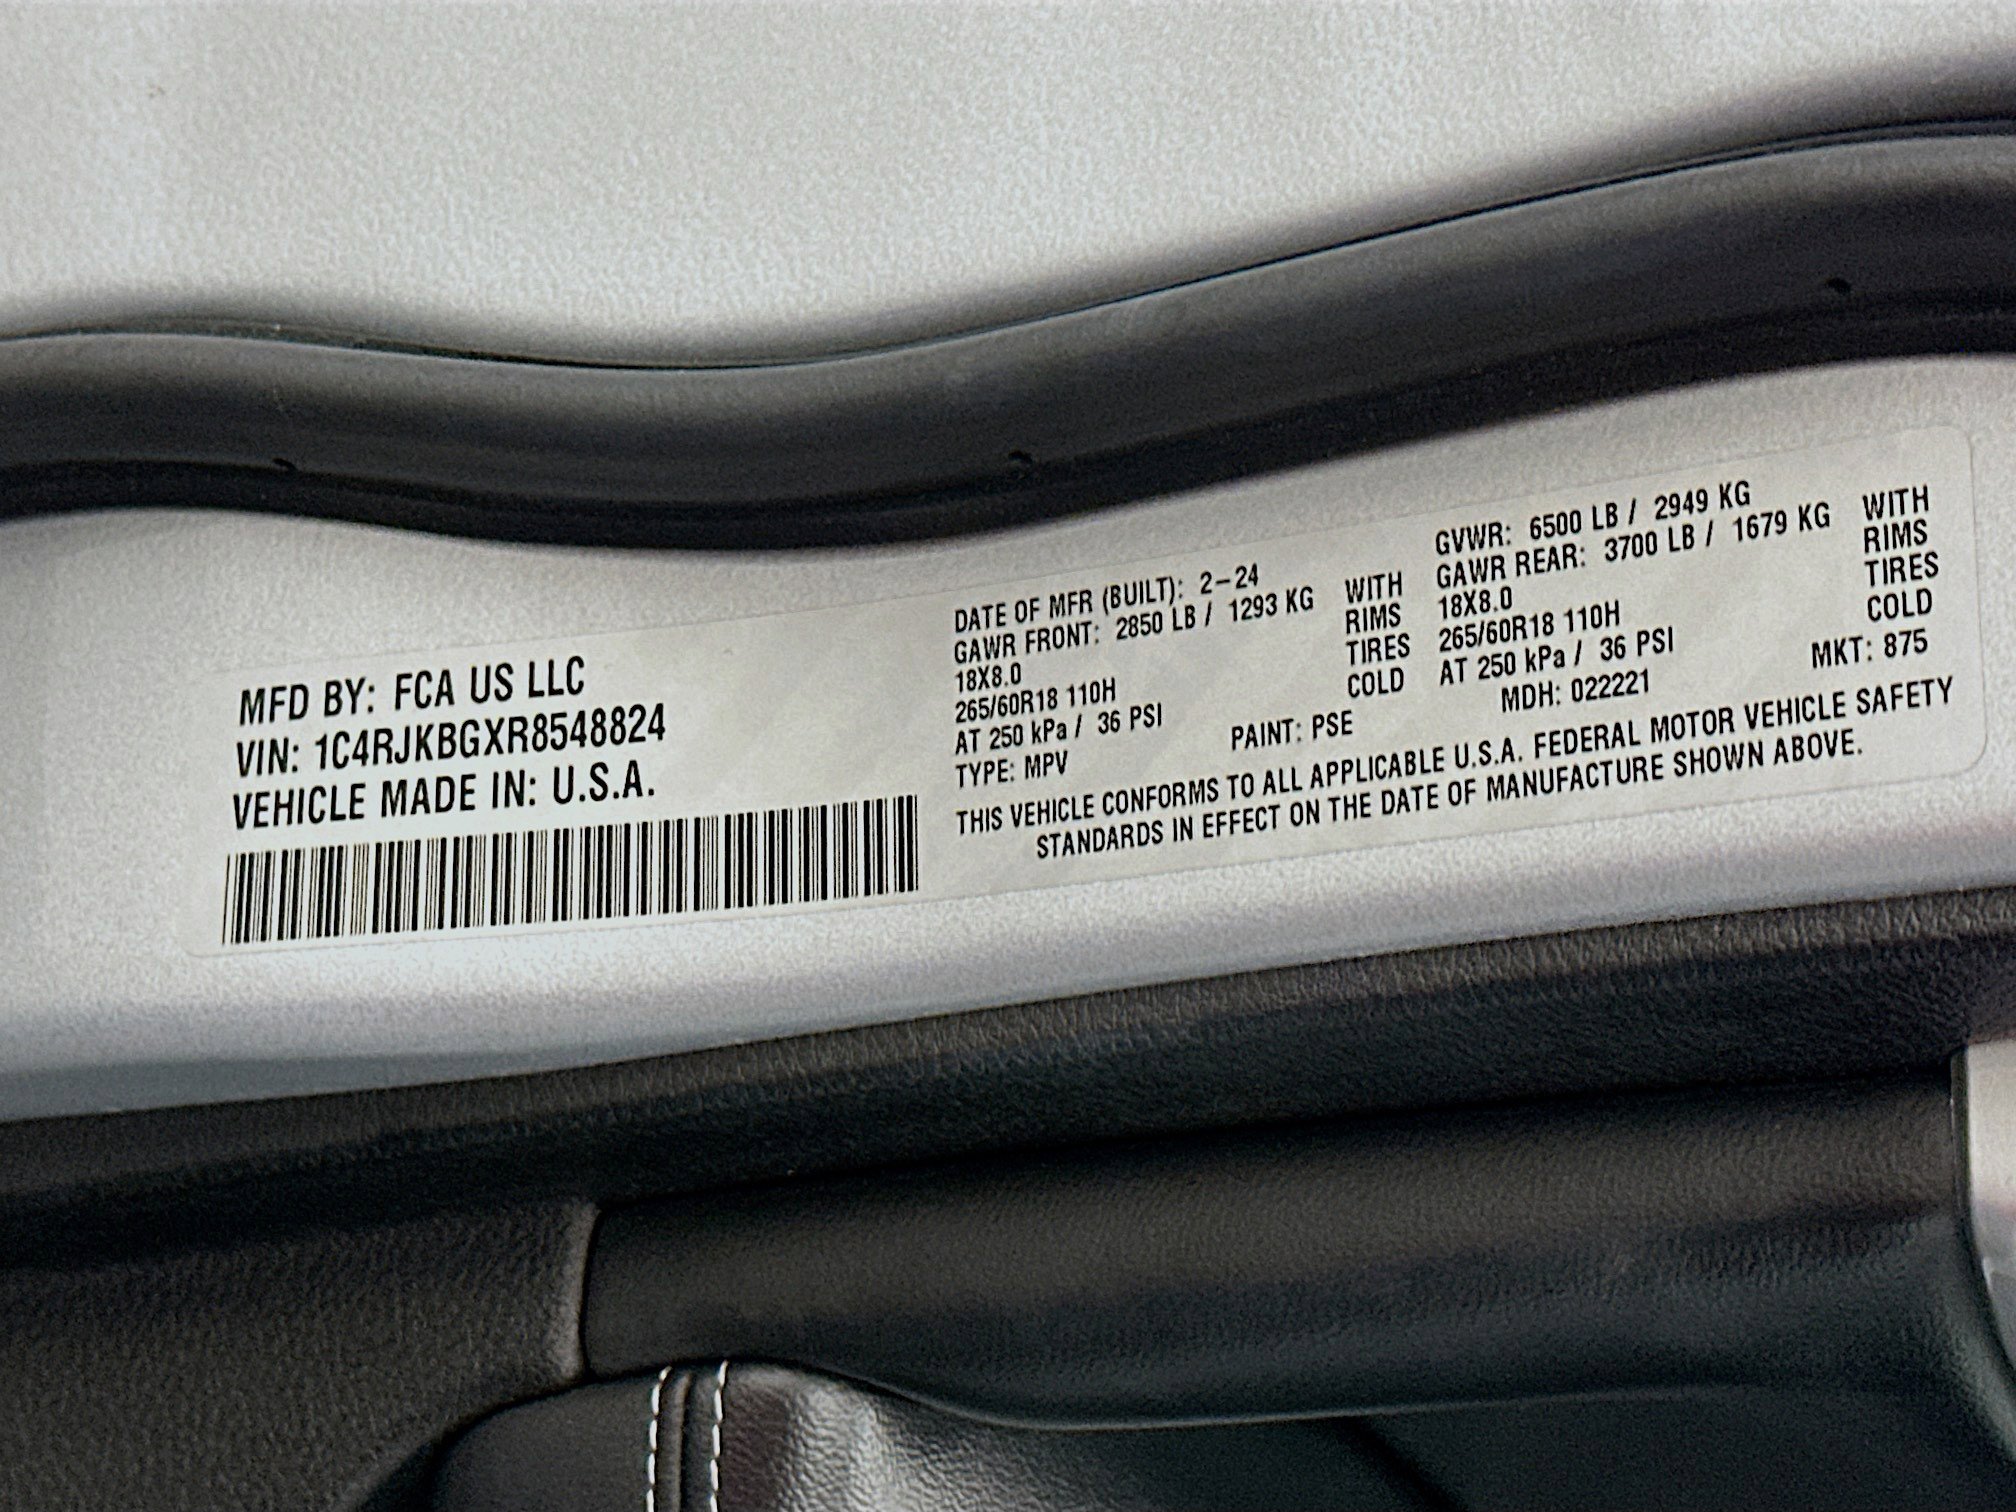 MFD BY: FCA US LLC
VIN: 1C4RJKBGXR8548824
VEHICLE MADE IN: U.S.A.
DATE OF MFR (BUILT): 2-24
GAWR FRONT: 2850 LB / 1293 KG WITH
18X8.0 RIMS
265/60R18 110H TIRES
AT 250 kPa / 36 PSI COLD
TYPE: MPV
PAINT: PSE
GVWR: 6500 LB / 2949 KG
GAWR REAR: 3700 LB / 1679 KG WITH
18X8.0 RIMS
265/60R18 110H TIRES
AT 250 kPa / 36 PSI COLD
MDH: 022221 MKT: 875
THIS VEHICLE CONFORMS TO ALL APPLICABLE U.S.A. FEDERAL MOTOR VEHICLE SAFETY
STANDARDS IN EFFECT ON THE DATE OF MANUFACTURE SHOWN ABOVE.